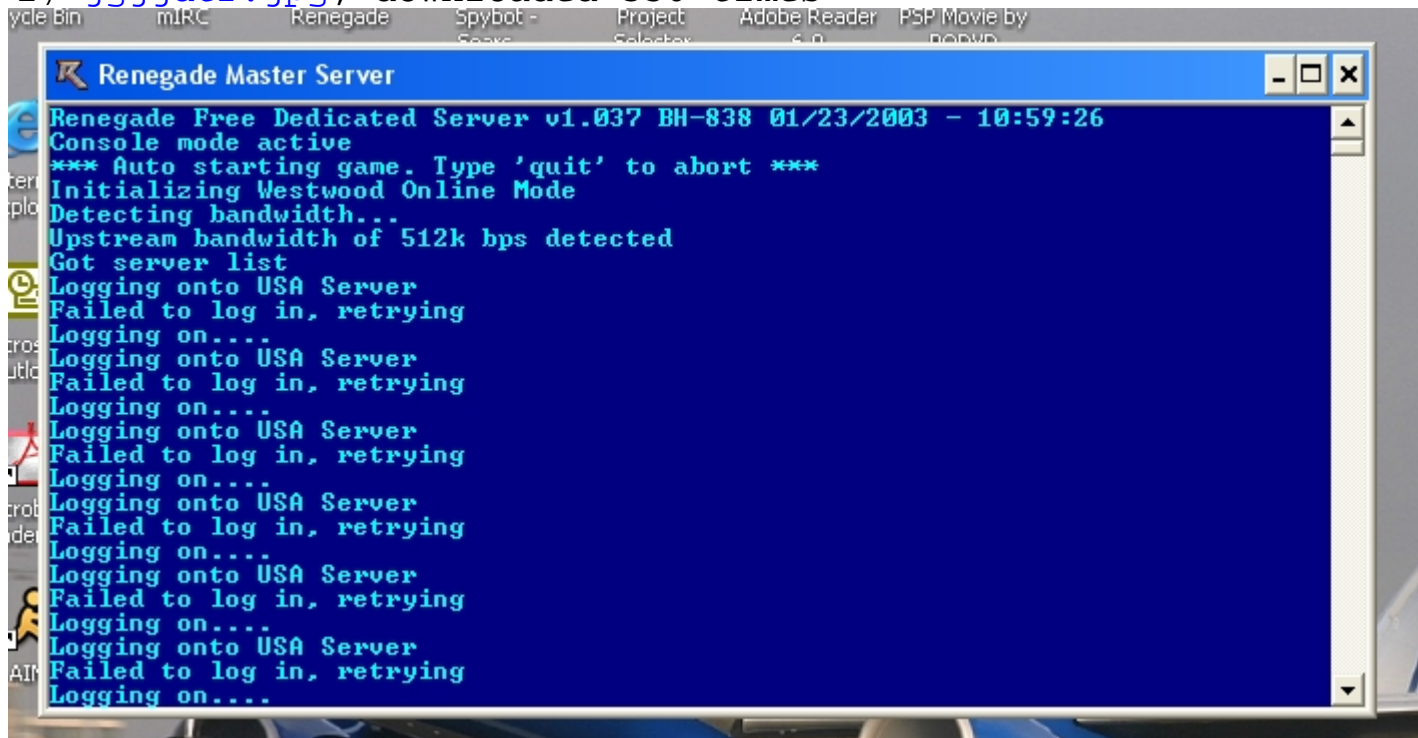 ycle Bin mIRC Renegade Spybot - Project Adobe Reader PSP Movie by
Renegade Master Server
Renegade Free Dedicated Server v1.037 BH-838 01/23/2003 - 10:59:26
Console mode active
*** Auto starting game. Type 'quit' to abort ***
Initializing Westwood Online Mode
Detecting bandwidth...
Upstream bandwidth of 512k bps detected
Got server list
Logging onto USA Server
Failed to log in, retrying
Logging on....
Logging onto USA Server
Failed to log in, retrying
Logging on....
Logging onto USA Server
Failed to log in, retrying
Logging on....
Logging onto USA Server
Failed to log in, retrying
Logging on....
Logging onto USA Server
Failed to log in, retrying
Logging on....
Logging onto USA Server
Failed to log in, retrying
Logging on....
AIM